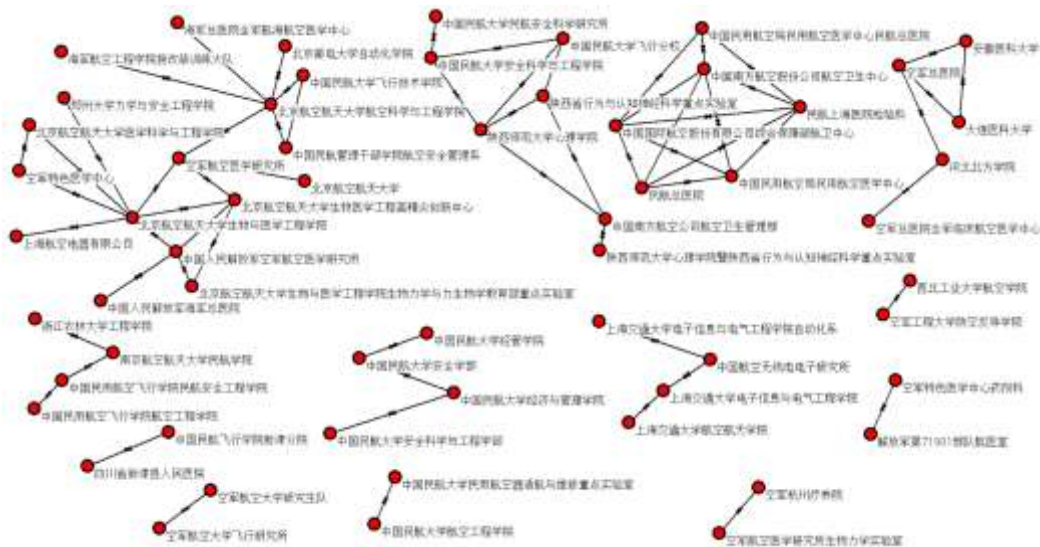 海军总医院全军航海航空医学中心
中国民航大学民航安全科学研究所
中国民用航空局民用航空医学中心民航总医院
安徽医科大学
中国民航大学飞行分校
海军航空工程学院
中国民航大学安全科学与工程学院
空军总医院
中国南方航空股份有限公司航空卫生中心
中国民航大学飞行技术学院
郑州大学力学与安全工程学院
北京航空航天大学航空科学与工程学院
陕西省行为与认知神经科学重点实验室
民航上海医院检验科
大连医科大学
北京航空航天大学医学科学与工程学院
陕西师范大学心理学院
中国国际航空股份有限公司综合保障部航卫中心
中国民航管理干部学院航空安全管理系
空军航空医学研究所
河北北方学院
空军特色医学中心
北京航空航天大学
民航总医院
中国民用航空局民用航空医学中心
北京航空航天大学生物医学工程高精尖创新中心
北京航空航天大学生物与医学工程学院
中国南方航空公司航空卫生管理部
空军总医院全军临床航空医学中心
上海航空电器有限公司
中国人民解放军空军航空医学研究所
陕西师范大学心理学院暨陕西省行为与认知神经科学重点实验室
北京航空航天大学生物与医学工程学院生物力学与力生物学教育部重点实验室
西北工业大学航空学院
中国人民解放军海军总医院
浙江农林大学工程学院
上海交通大学电子信息与电气工程学院自动化系
空军工程大学防空反导学院
中国民航大学经管学院
南京航空航天大学民航学院
中国民航大学安全学部
中国航空无线电电子研究所
中国民用航空飞行学院民航安全工程学院
空军特色医学中心药剂科
中国民航大学经济与管理学院
上海交通大学电子信息与电气工程学院
中国民用航空飞行学院航空工程学院
上海交通大学航空航天学院
中国民航飞行学院新津分院
中国民航大学安全科学与工程学部
四川省新津县人民医院
中国民航大学民用航空器适航与维修重点实验室
空军杭州疗养院
空军航空大学研究生队
中国民航大学航空工程学院
空军航空大学飞行研究所
空军航空医学研究所生物力学实验室